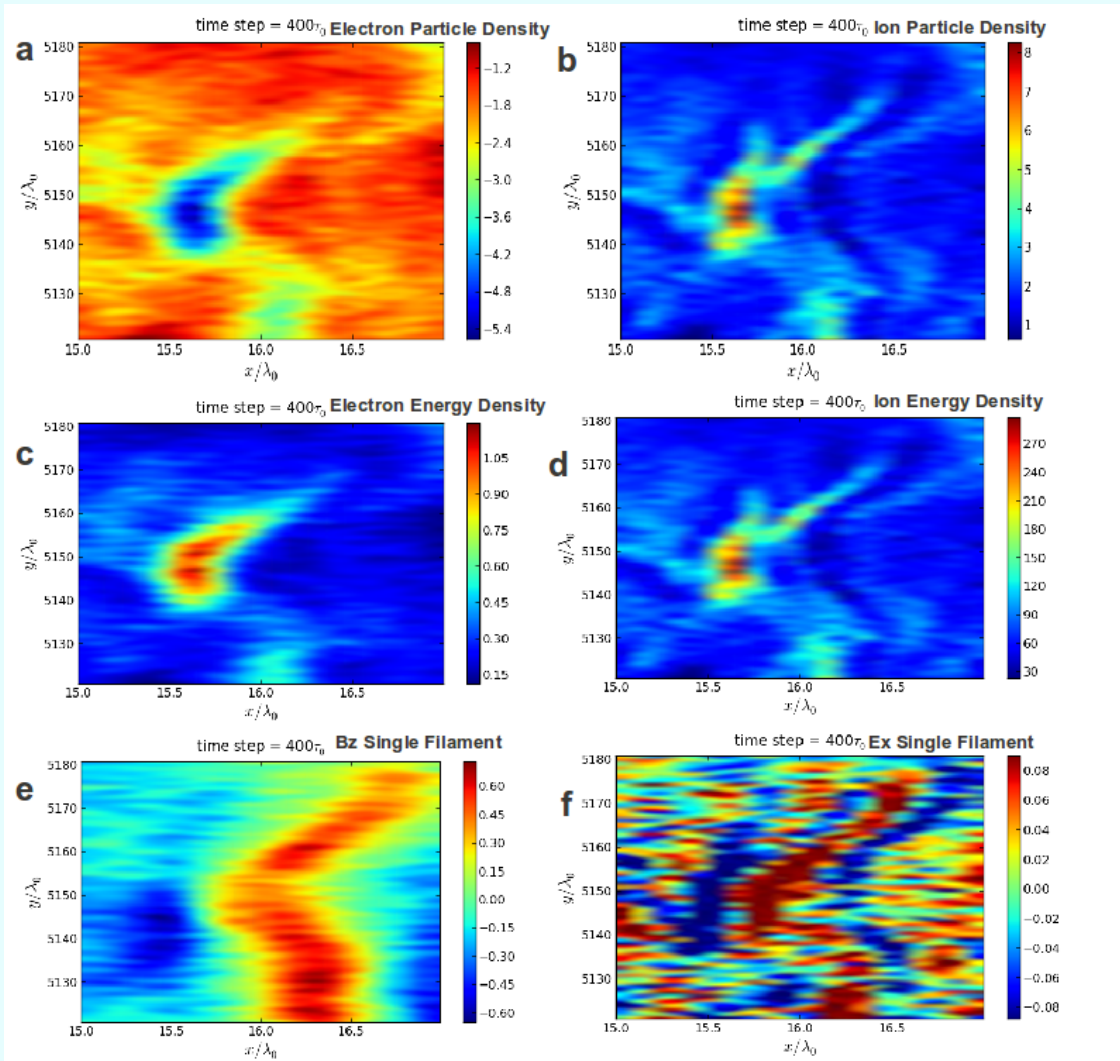 a
time step = 400τ₀ Electron Particle Density
5180
5170
5160
5150
5140
5130
y/λ₀
15.0 15.5 16.0 16.5
x/λ₀
−1.2
−1.8
−2.4
−3.0
−3.6
−4.2
−4.8
−5.4
b
time step = 400τ₀ Ion Particle Density
5180
5170
5160
5150
5140
5130
y/λ₀
15.0 15.5 16.0 16.5
x/λ₀
8
7
6
5
4
3
2
1
c
time step = 400τ₀ Electron Energy Density
5180
5170
5160
5150
5140
5130
y/λ₀
15.0 15.5 16.0 16.5
x/λ₀
1.05
0.90
0.75
0.60
0.45
0.30
0.15
d
time step = 400τ₀ Ion Energy Density
5180
5170
5160
5150
5140
5130
y/λ₀
15.0 15.5 16.0 16.5
x/λ₀
270
240
210
180
150
120
90
60
30
e
time step = 400τ₀ Bz Single Filament
5180
5170
5160
5150
5140
5130
y/λ₀
15.0 15.5 16.0 16.5
x/λ₀
0.60
0.45
0.30
0.15
0.00
−0.15
−0.30
−0.45
−0.60
f
time step = 400τ₀ Ex Single Filament
5180
5170
5160
5150
5140
5130
y/λ₀
15.0 15.5 16.0 16.5
x/λ₀
0.08
0.06
0.04
0.02
0.00
−0.02
−0.04
−0.06
−0.08